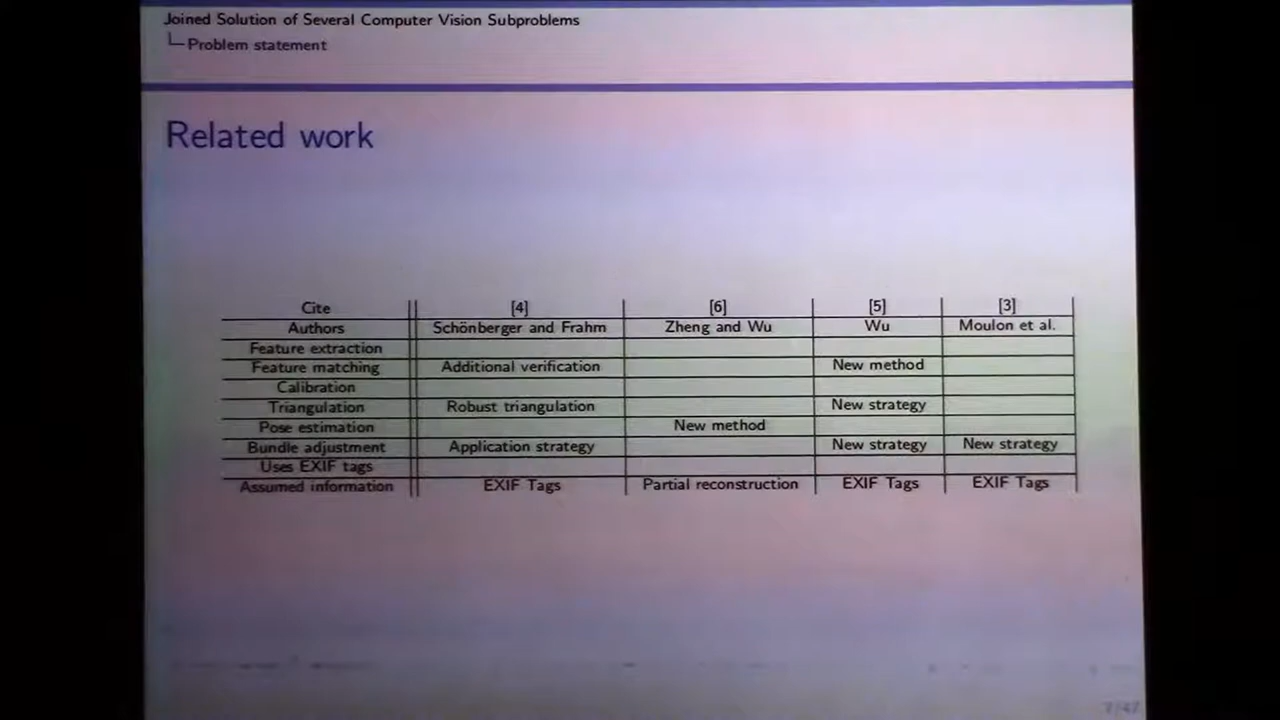 Joined Solution of Several Computer Vision Subproblems
Problem statement
Related work
Cite [4] [6] [5] [3]
Authors Schönberger and Frahm Zheng and Wu Wu Moulon et al.
Feature extraction
Feature matching Additional verification New method
Calibration
Triangulation Robust triangulation New strategy
Pose estimation New method
Bundle adjustment Application strategy New strategy New strategy
Uses EXIF tags
Assumed information EXIF Tags Partial reconstruction EXIF Tags EXIF Tags